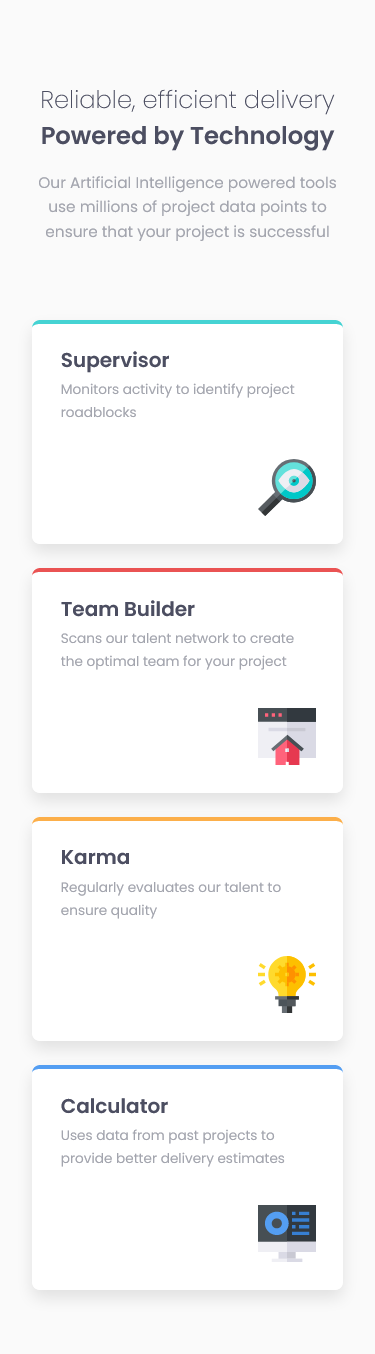 Reliable, efficient delivery
Powered by Technology
Our Artificial Intelligence powered tools
use millions of project data points to
ensure that your project is successful
Supervisor
Monitors activity to identify project
roadblocks
Team Builder
Scans our talent network to create
the optimal team for your project
Karma
Regularly evaluates our talent to
ensure quality
Calculator
Uses data from past projects to
provide better delivery estimates